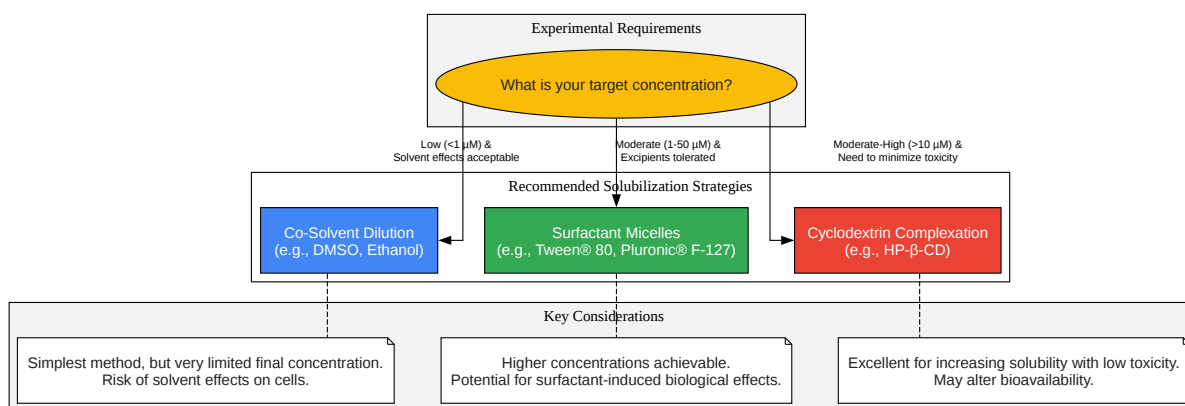 Experimental Requirements
What is your target concentration?
Low (<1 µM) &
Solvent effects acceptable
Moderate (1-50 µM) &
Excipients tolerated
Moderate-High (>10 µM) &
Need to minimize toxicity
Recommended Solubilization Strategies
Co-Solvent Dilution
(e.g., DMSO, Ethanol)
Surfactant Micelles
(e.g., Tween® 80, Pluronic® F-127)
Cyclodextrin Complexation
(e.g., HP-β-CD)
Key Considerations
Simplest method, but very limited final concentration.
Risk of solvent effects on cells.
Higher concentrations achievable.
Potential for surfactant-induced biological effects.
Excellent for increasing solubility with low toxicity.
May alter bioavailability.